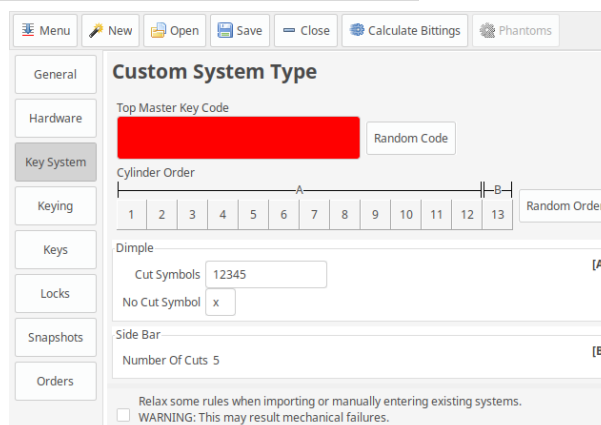 Menu New Open Save Close Calculate Bittings Phantoms
General
Hardware
Key System
Keying
Keys
Locks
Snapshots
Orders
Custom System Type
Top Master Key Code
Random Code
Cylinder Order
A B
1 2 3 4 5 6 7 8 9 10 11 12 13 Random Order
Dimple
[A
Cut Symbols 12345
No Cut Symbol x
Side Bar
[B
Number Of Cuts 5
Relax some rules when importing or manually entering existing systems.
WARNING: This may result mechanical failures.